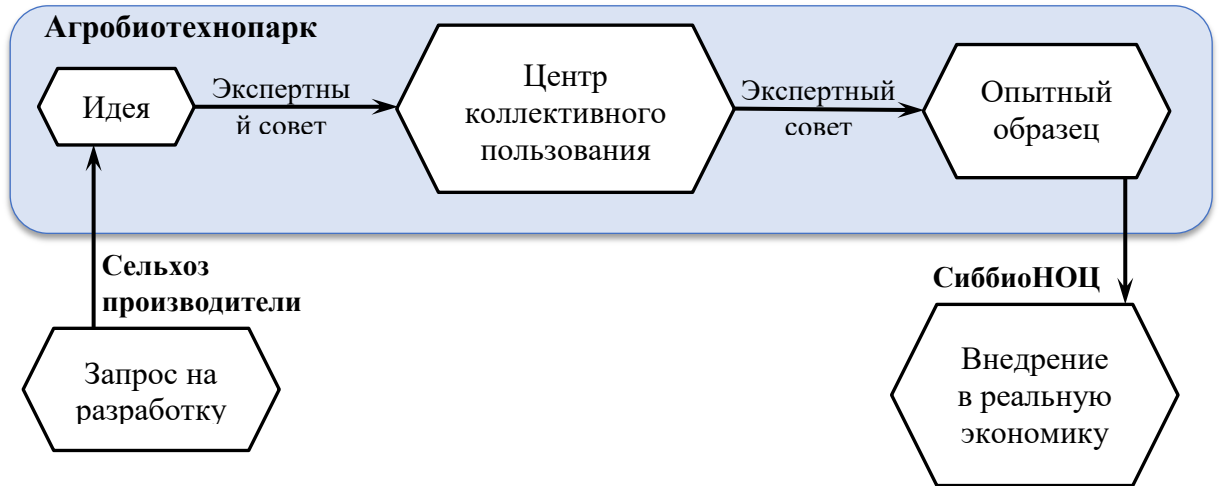 Агробиотехнопарк
Идея
Экспертны
й совет
Центр
коллективного
пользования
Экспертный
совет
Опытный
образец
Сельхоз
производители
СиббиоНОЦ
Запрос на
разработку
Внедрение
в реальную
экономику